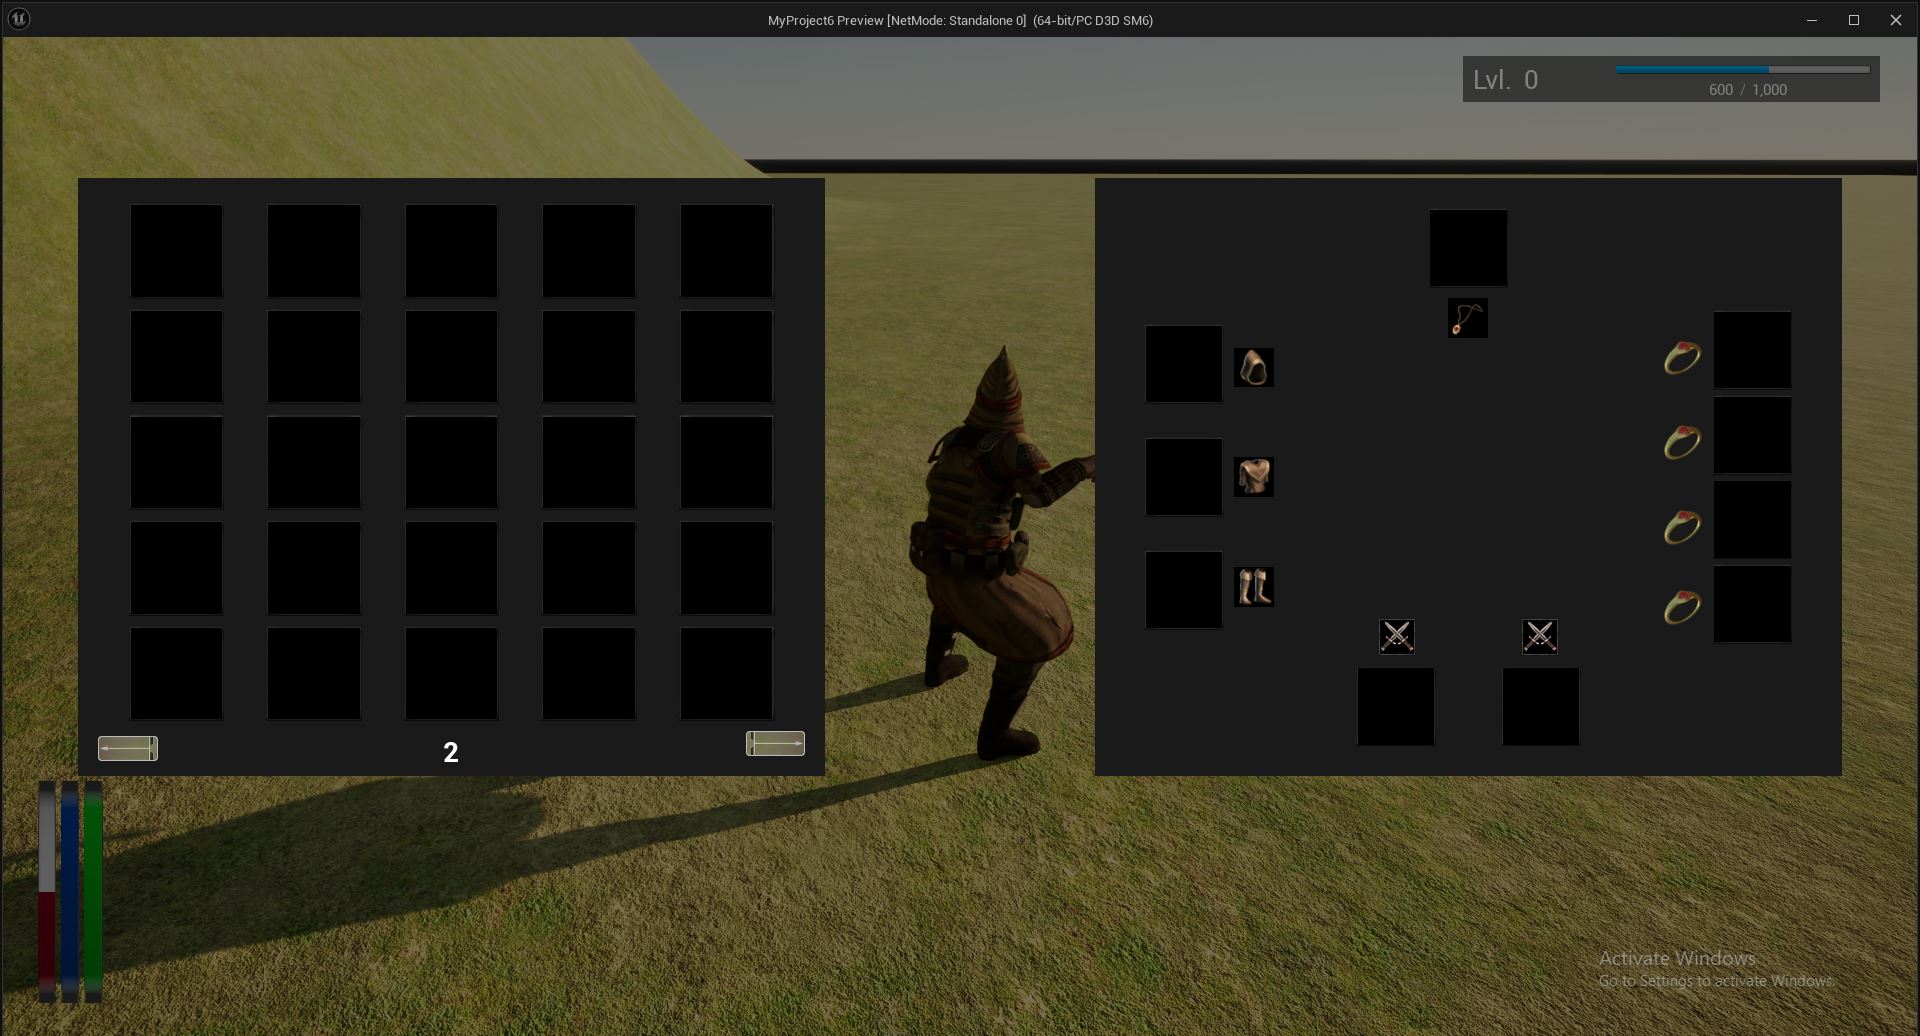 MyProject6 Preview [NetMode: Standalone 0] (64-bit/PC D3D SM6)
Lvl. 0
600 / 1,000
2
Activate Windows
Go to Settings to activate Windows.